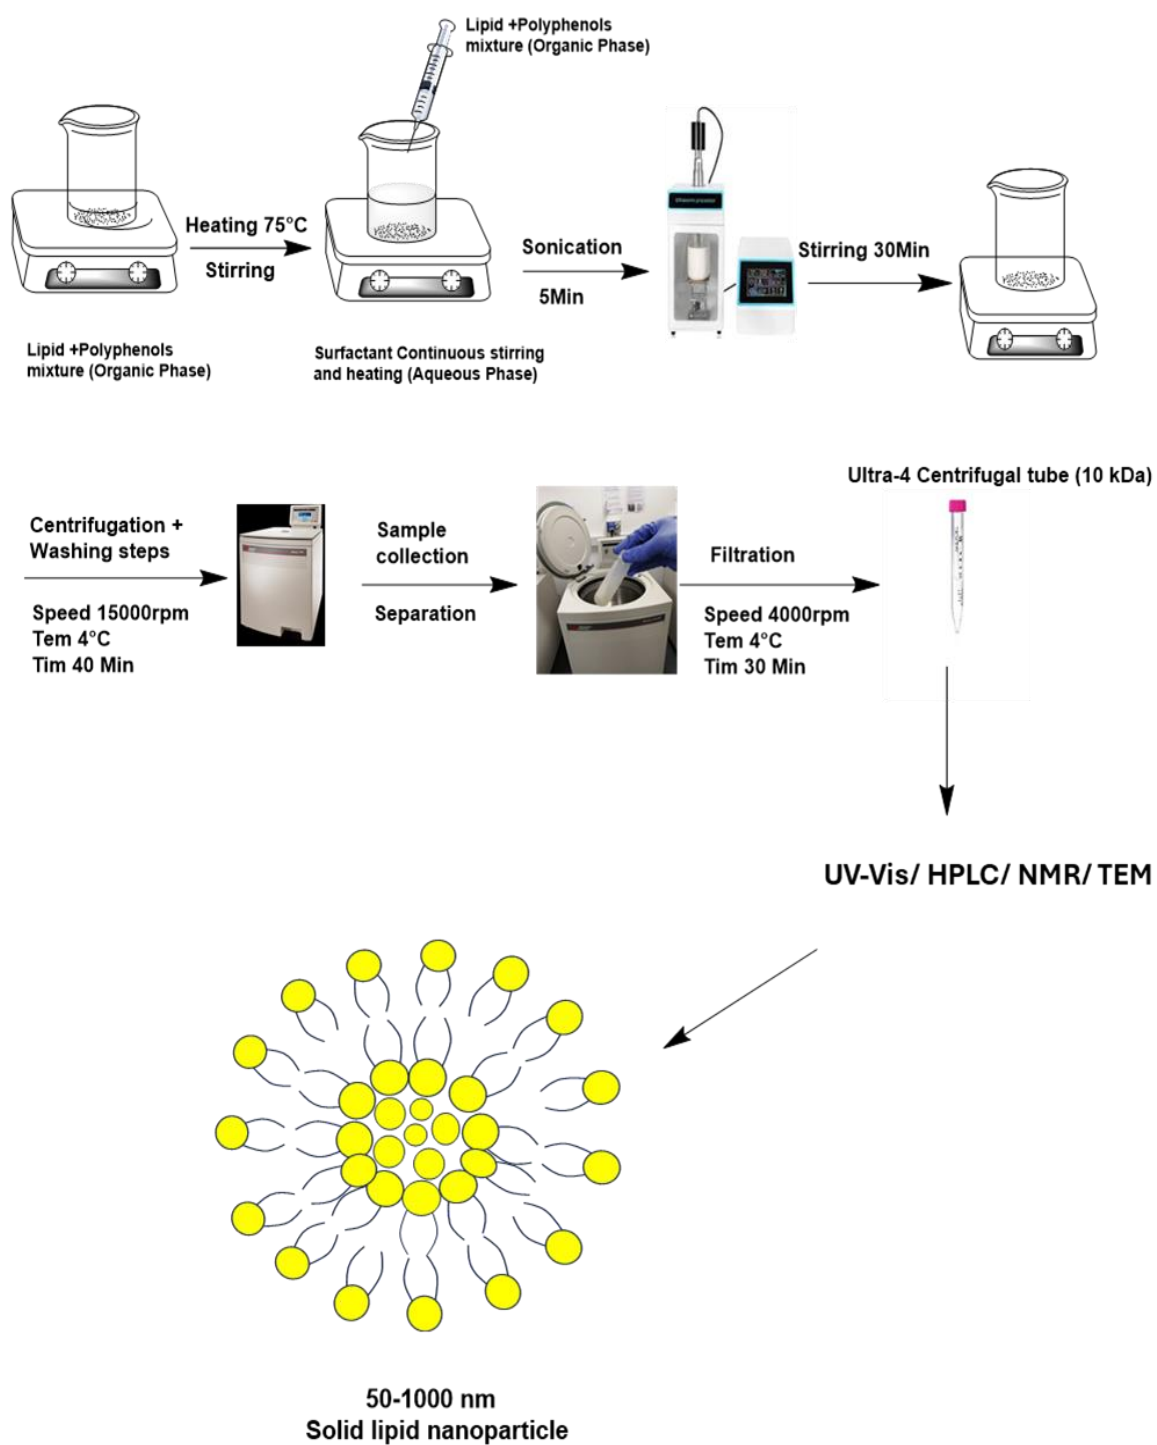 Lipid +Polyphenols
mixture (Organic Phase)
Heating 75°C
Stirring
Sonication
5Min
Stirring 30Min
Lipid +Polyphenols
mixture (Organic Phase)
Surfactant Continuous stirring
and heating (Aqueous Phase)
Ultra-4 Centrifugal tube (10 kDa)
Centrifugation +
Washing steps
Speed 15000rpm
Tem 4°C
Tim 40 Min
Sample
collection
Separation
Filtration
Speed 4000rpm
Tem 4°C
Tim 30 Min
UV-Vis/ HPLC/ NMR/ TEM
50-1000 nm
Solid lipid nanoparticle